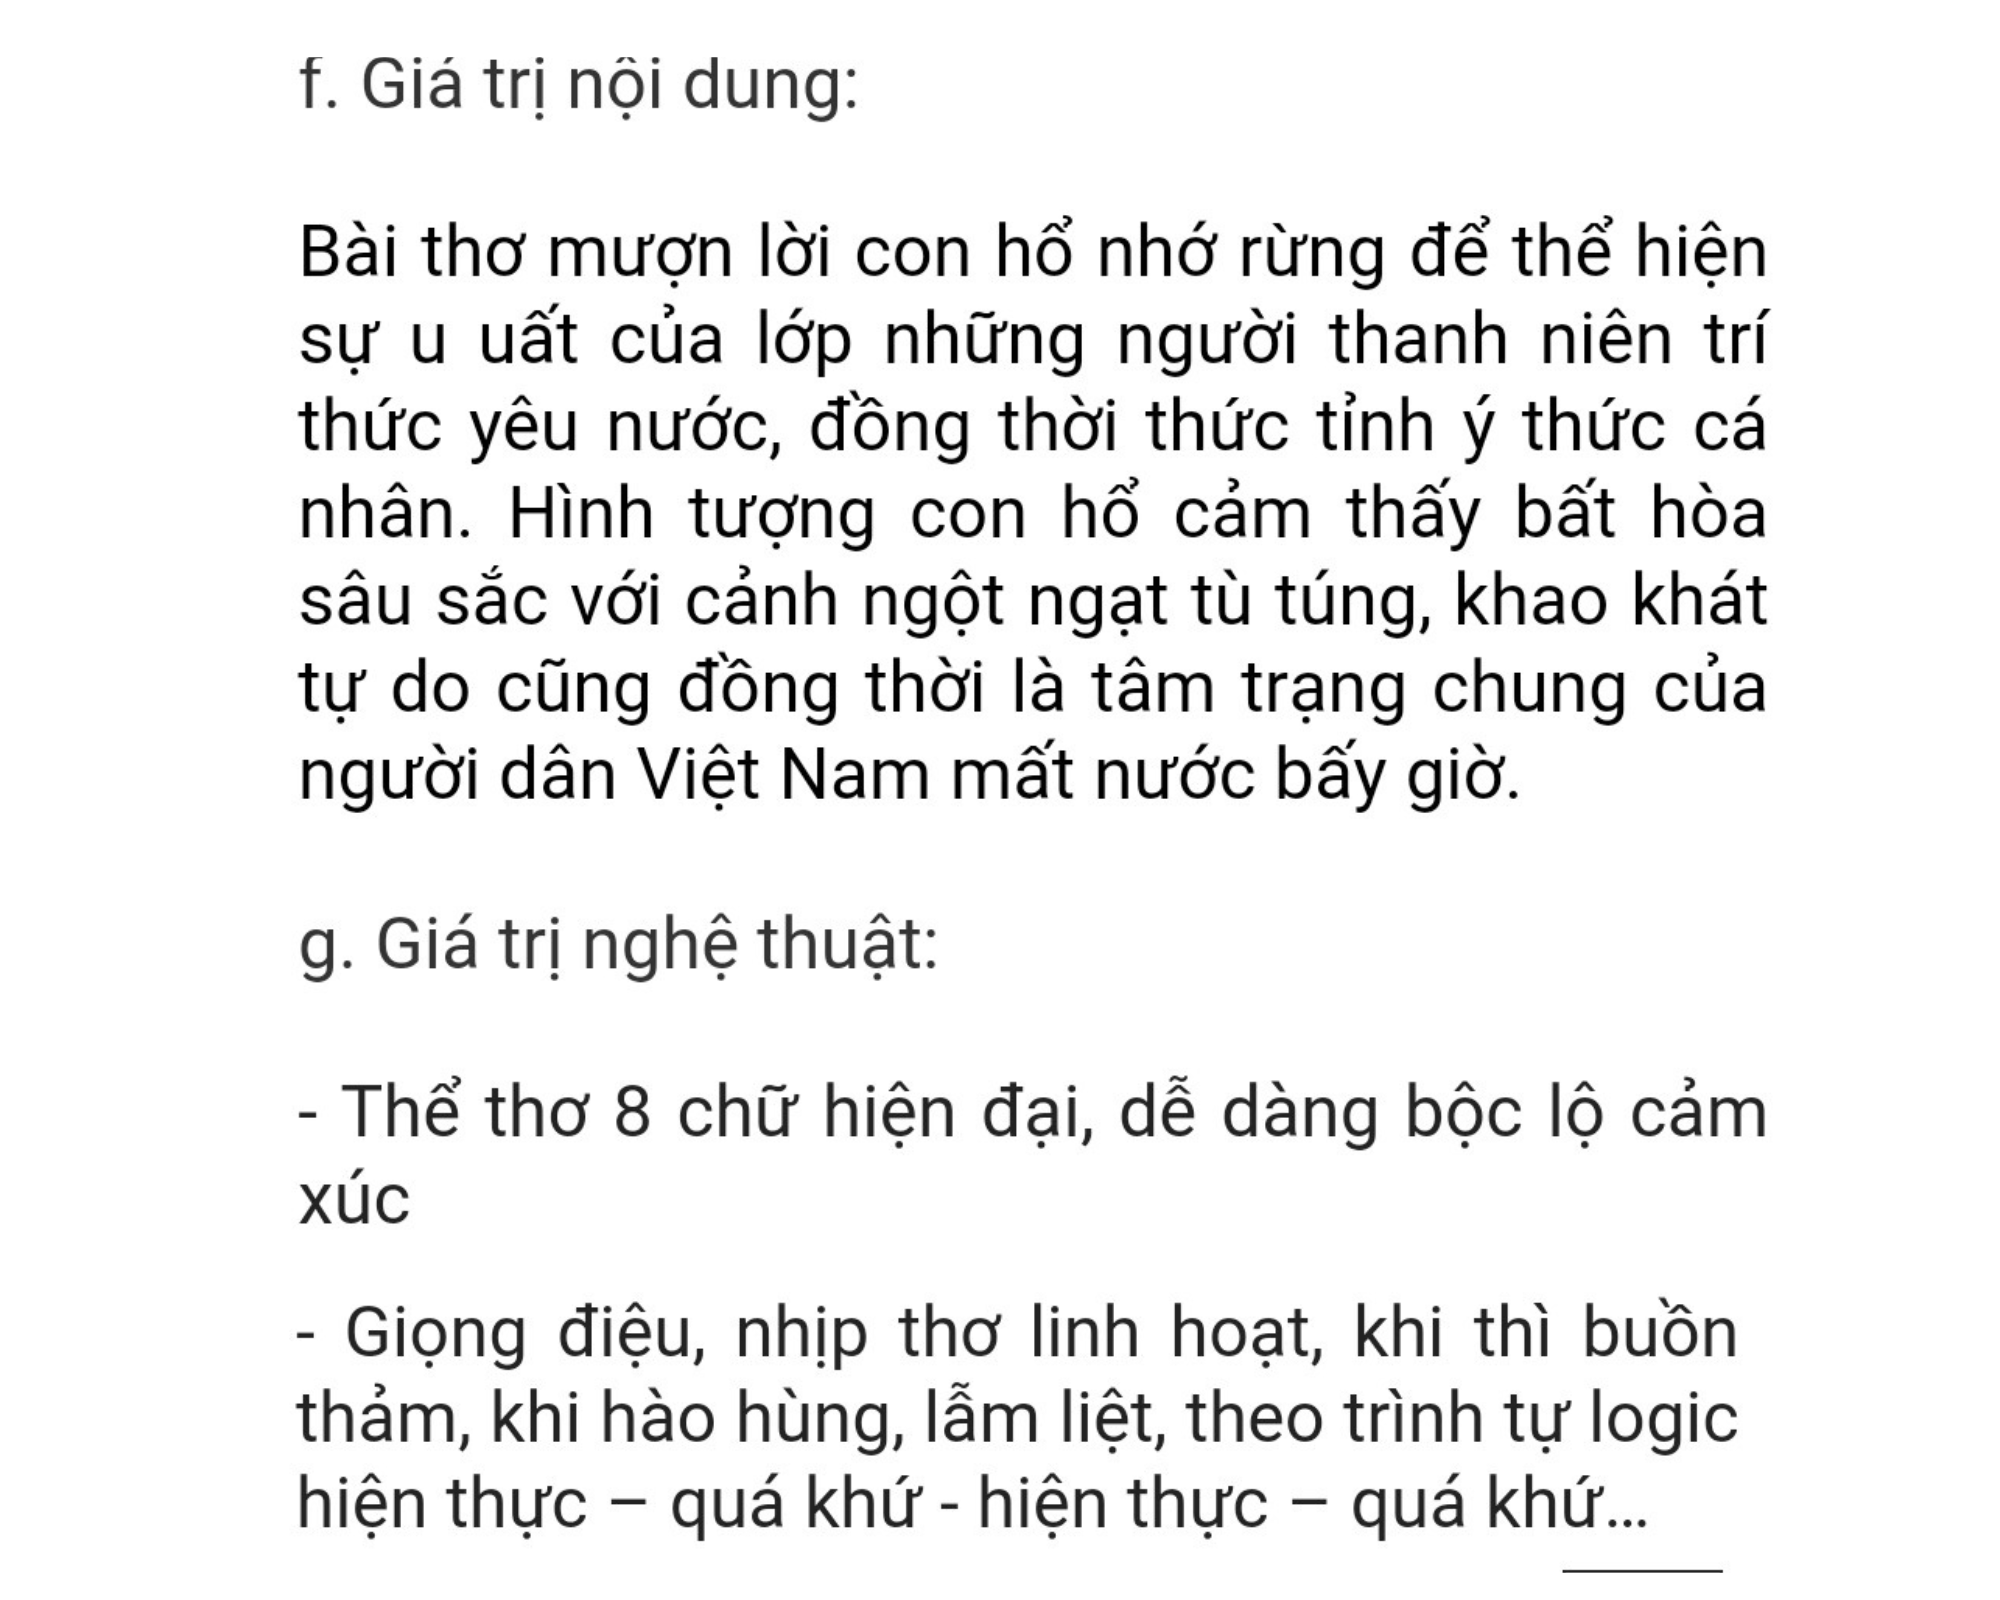 f. Giá trị nội dung:
Bài thơ mượn lời con hổ nhớ rừng để thể hiện
sự u uất của lớp những người thanh niên trí
thức yêu nước, đồng thời thức tỉnh ý thức cá
nhân. Hình tượng con hổ cảm thấy bất hòa
sâu sắc với cảnh ngột ngạt tù túng, khao khát
tự do cũng đồng thời là tâm trạng chung của
người dân Việt Nam mất nước bấy giờ.
g. Giá trị nghệ thuật:
- Thể thơ 8 chữ hiện đại, dễ dàng bộc lộ cảm
xúc
- Giọng điệu, nhịp thơ linh hoạt, khi thì buồn
thảm, khi hào hùng, lẫm liệt, theo trình tự logic
hiện thực – quá khứ - hiện thực – quá khứ...